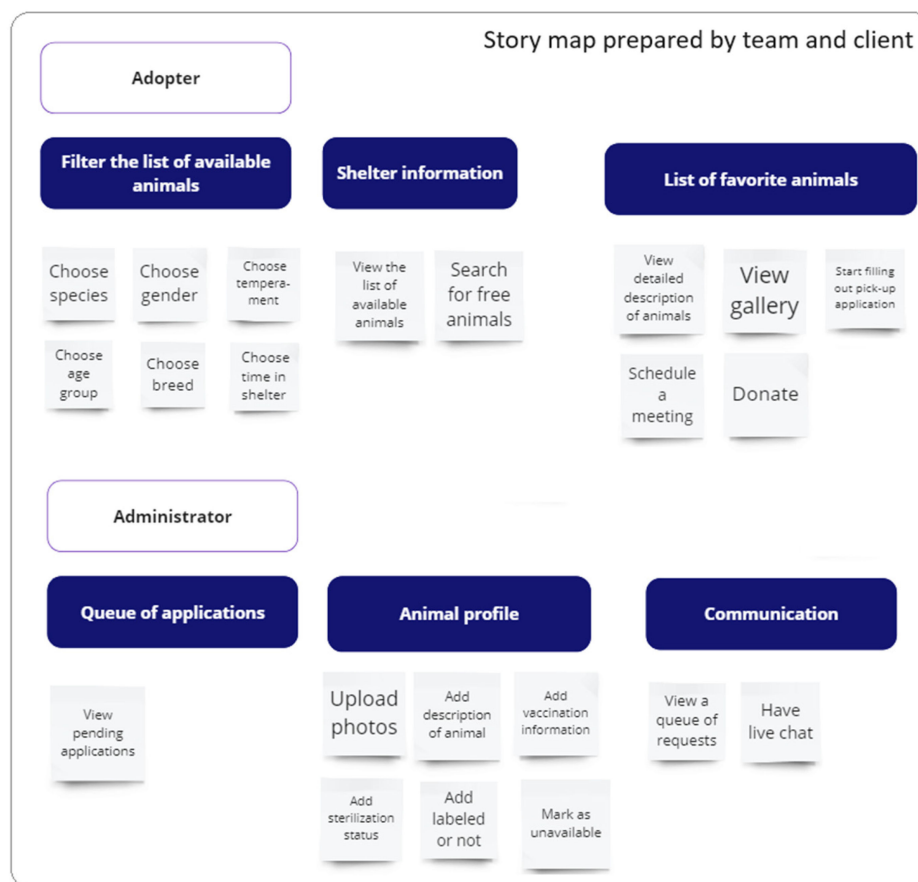 Story map prepared by team and client
Adopter
Filter the list of available
animals
Shelter information
List of favorite animals
Choose
species
Choose
gender
Choose
tempera-
ment
View the
list of
available
animals
Search
for free
animals
View
detailed
description
of animals
View
gallery
Start filling
out pick-up
application
Choose
age
group
Choose
breed
Choose
time in
shelter
Schedule
a
meeting
Donate
Administrator
Queue of applications
Animal profile
Communication
View
pending
applications
Upload
photos
Add
description
of animal
Add
vaccination
information
View a
queue of
requests
Have
live chat
Add
sterilization
status
Add
labeled
or not
Mark as
unavailable